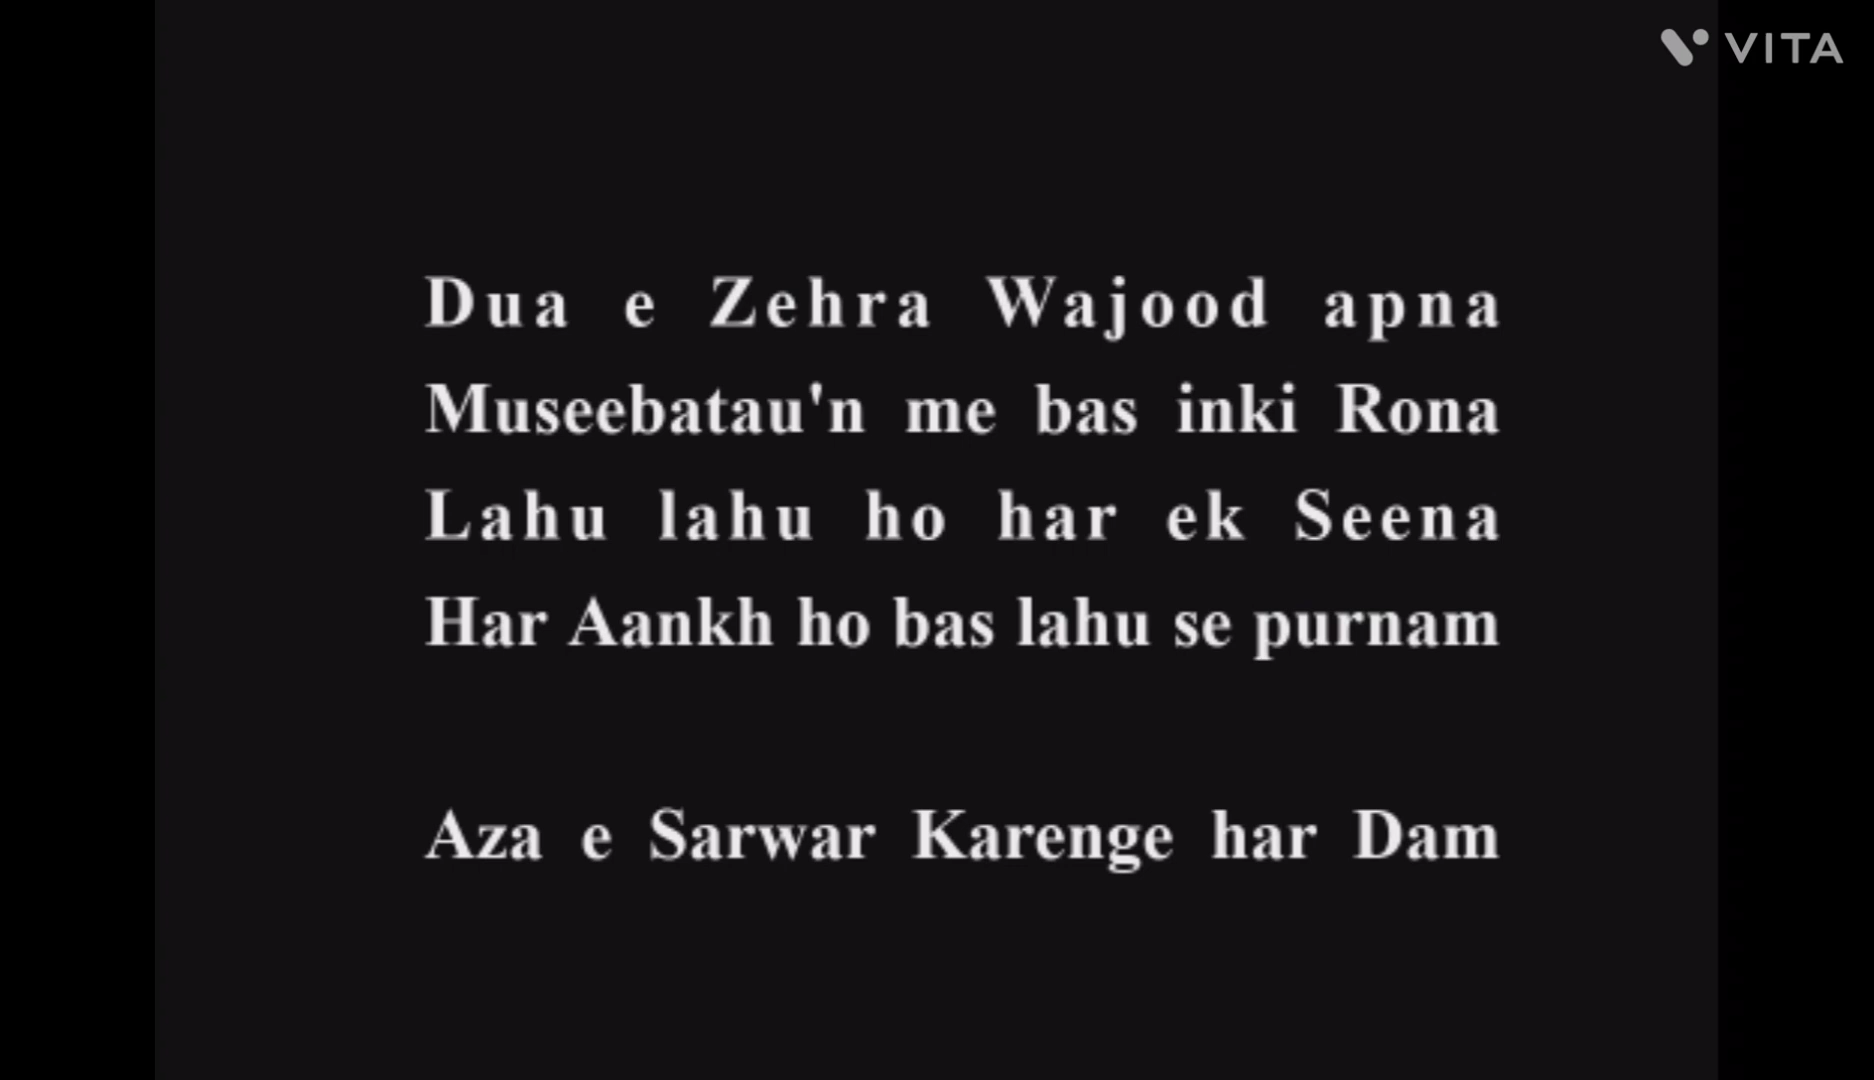 VITA
Dua e Zehra Wajood apna
Museebatau'n me bas inki Rona
Lahu lahu ho har ek Seena
Har Aankh ho bas lahu se purnam
Aza e Sarwar Karenge har Dam